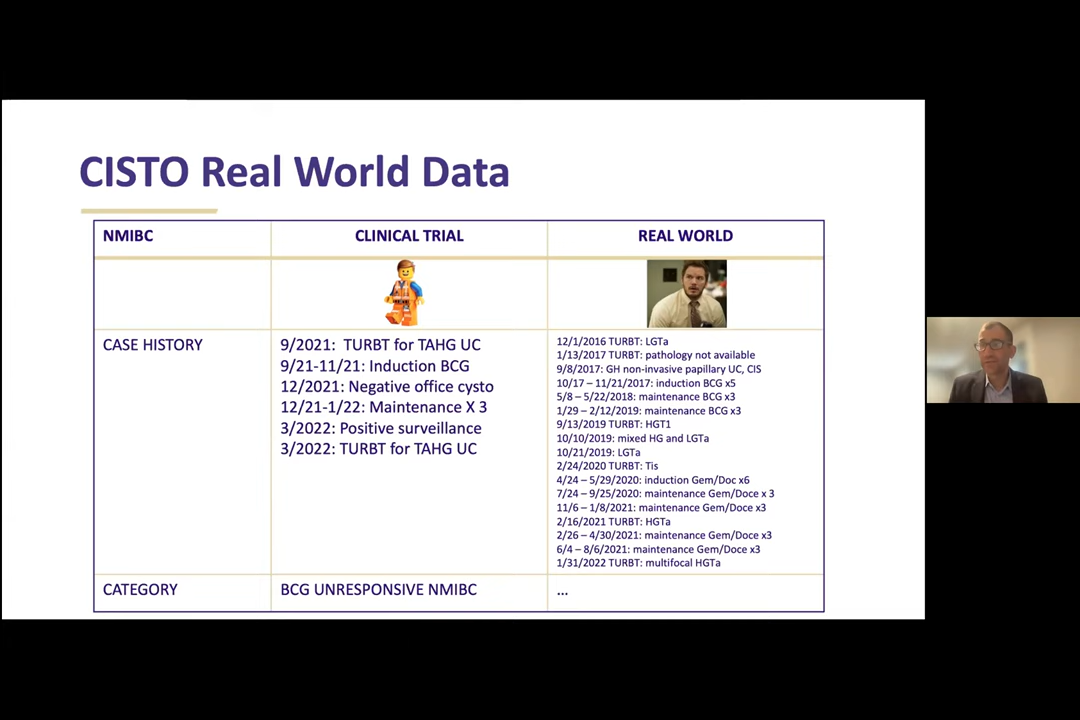 CISTO Real World Data
NMIBC
CLINICAL TRIAL
REAL WORLD
CASE HISTORY
9/2021: TURBT for TAHG UC
9/21-11/21: Induction BCG
12/2021: Negative office cysto
12/21-1/22: Maintenance X 3
3/2022: Positive surveillance
3/2022: TURBT for TAHG UC
12/1/2016 TURBT: LGTa
1/13/2017 TURBT: pathology not available
9/8/2017: GH non-invasive papillary UC, CIS
10/17 – 11/21/2017: induction BCG x5
5/8 – 5/22/2018: maintenance BCG x3
1/29 – 2/12/2019: maintenance BCG x3
9/13/2019 TURBT: HGT1
10/10/2019: mixed HG and LGTa
10/21/2019: LGTa
2/24/2020 TURBT: Tis
4/24 – 5/29/2020: induction Gem/Doc x6
7/24 – 9/25/2020: maintenance Gem/Doce x 3
11/6 – 1/8/2021: maintenance Gem/Doce x3
2/16/2021 TURBT: HGTa
2/26 – 4/30/2021: maintenance Gem/Doce x3
6/4 – 8/6/2021: maintenance Gem/Doce x3
1/31/2022 TURBT: multifocal HGTa
CATEGORY
BCG UNRESPONSIVE NMIBC
...